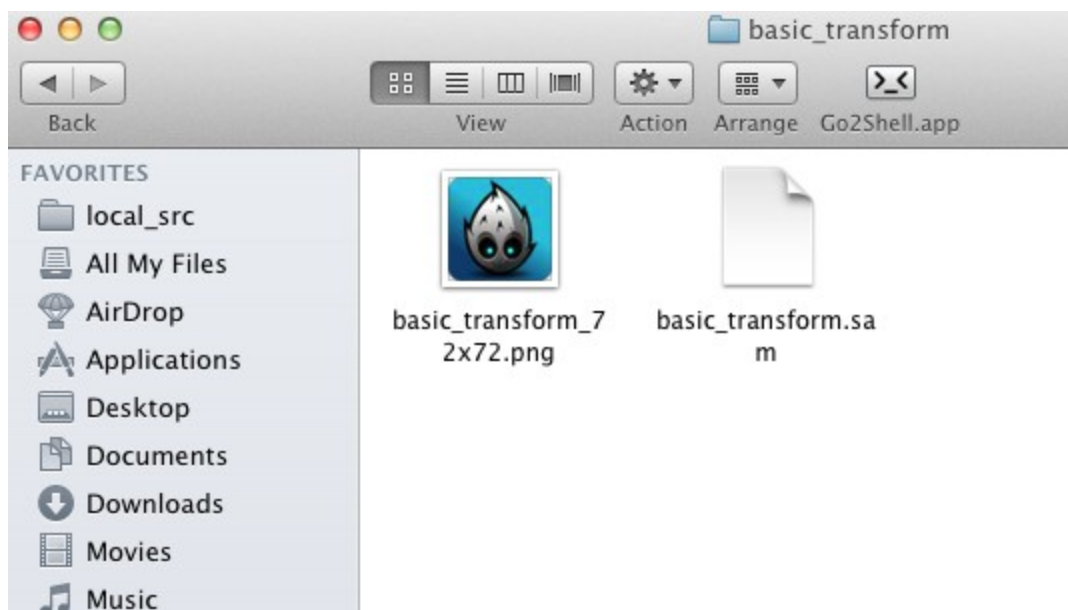 basic_transform
Back
View
Action
Arrange
Go2Shell.app
FAVORITES
local_src
All My Files
AirDrop
Applications
Desktop
Documents
Downloads
Movies
Music
basic_transform_7
2x72.png
basic_transform.sa
m